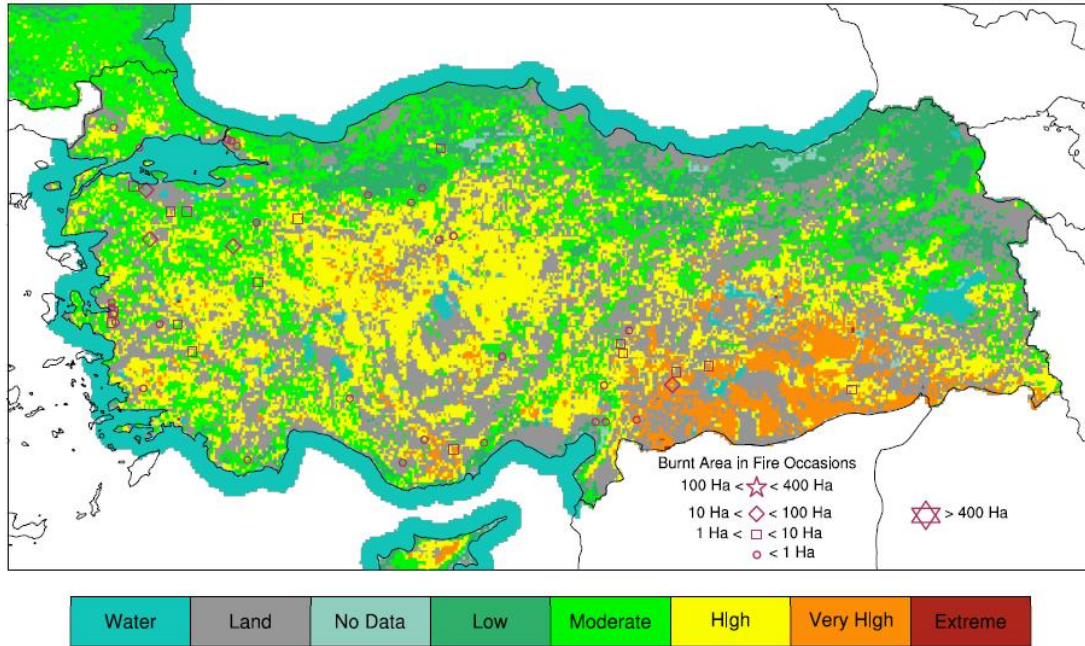 Burnt Area in Fire Occasions
100 Ha < < 400 Ha
10 Ha < < 100 Ha
> 400 Ha
1 Ha < < 10 Ha
< 1 Ha
Water
Land
No Data
Low
Moderate
High
Very High
Extreme